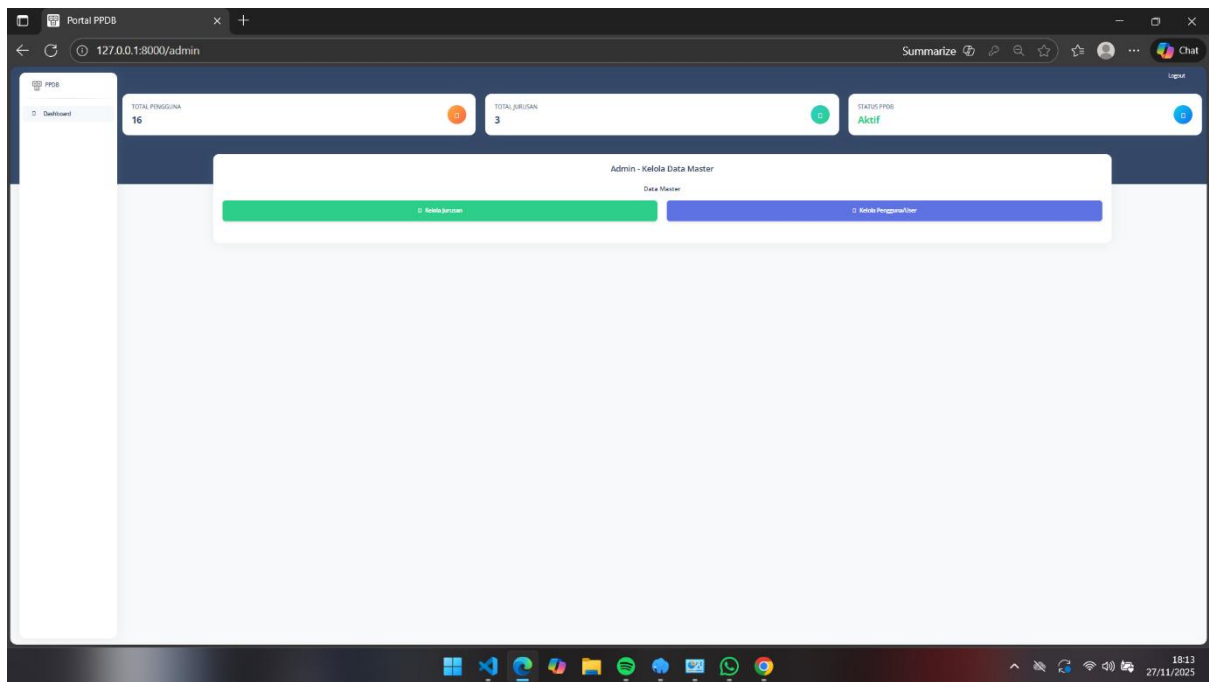 Portal PPDB
127.0.0.1:8000/admin
Summarize
Chat
PPDB
Logout
Dashboard
TOTAL PENGGUNA
16
TOTAL JURUSAN
3
STATUS PPDB
Aktif
Admin - Kelola Data Master
Data Master
Kelola Jurusan
Kelola Pengguna/User
18:13
27/11/2025